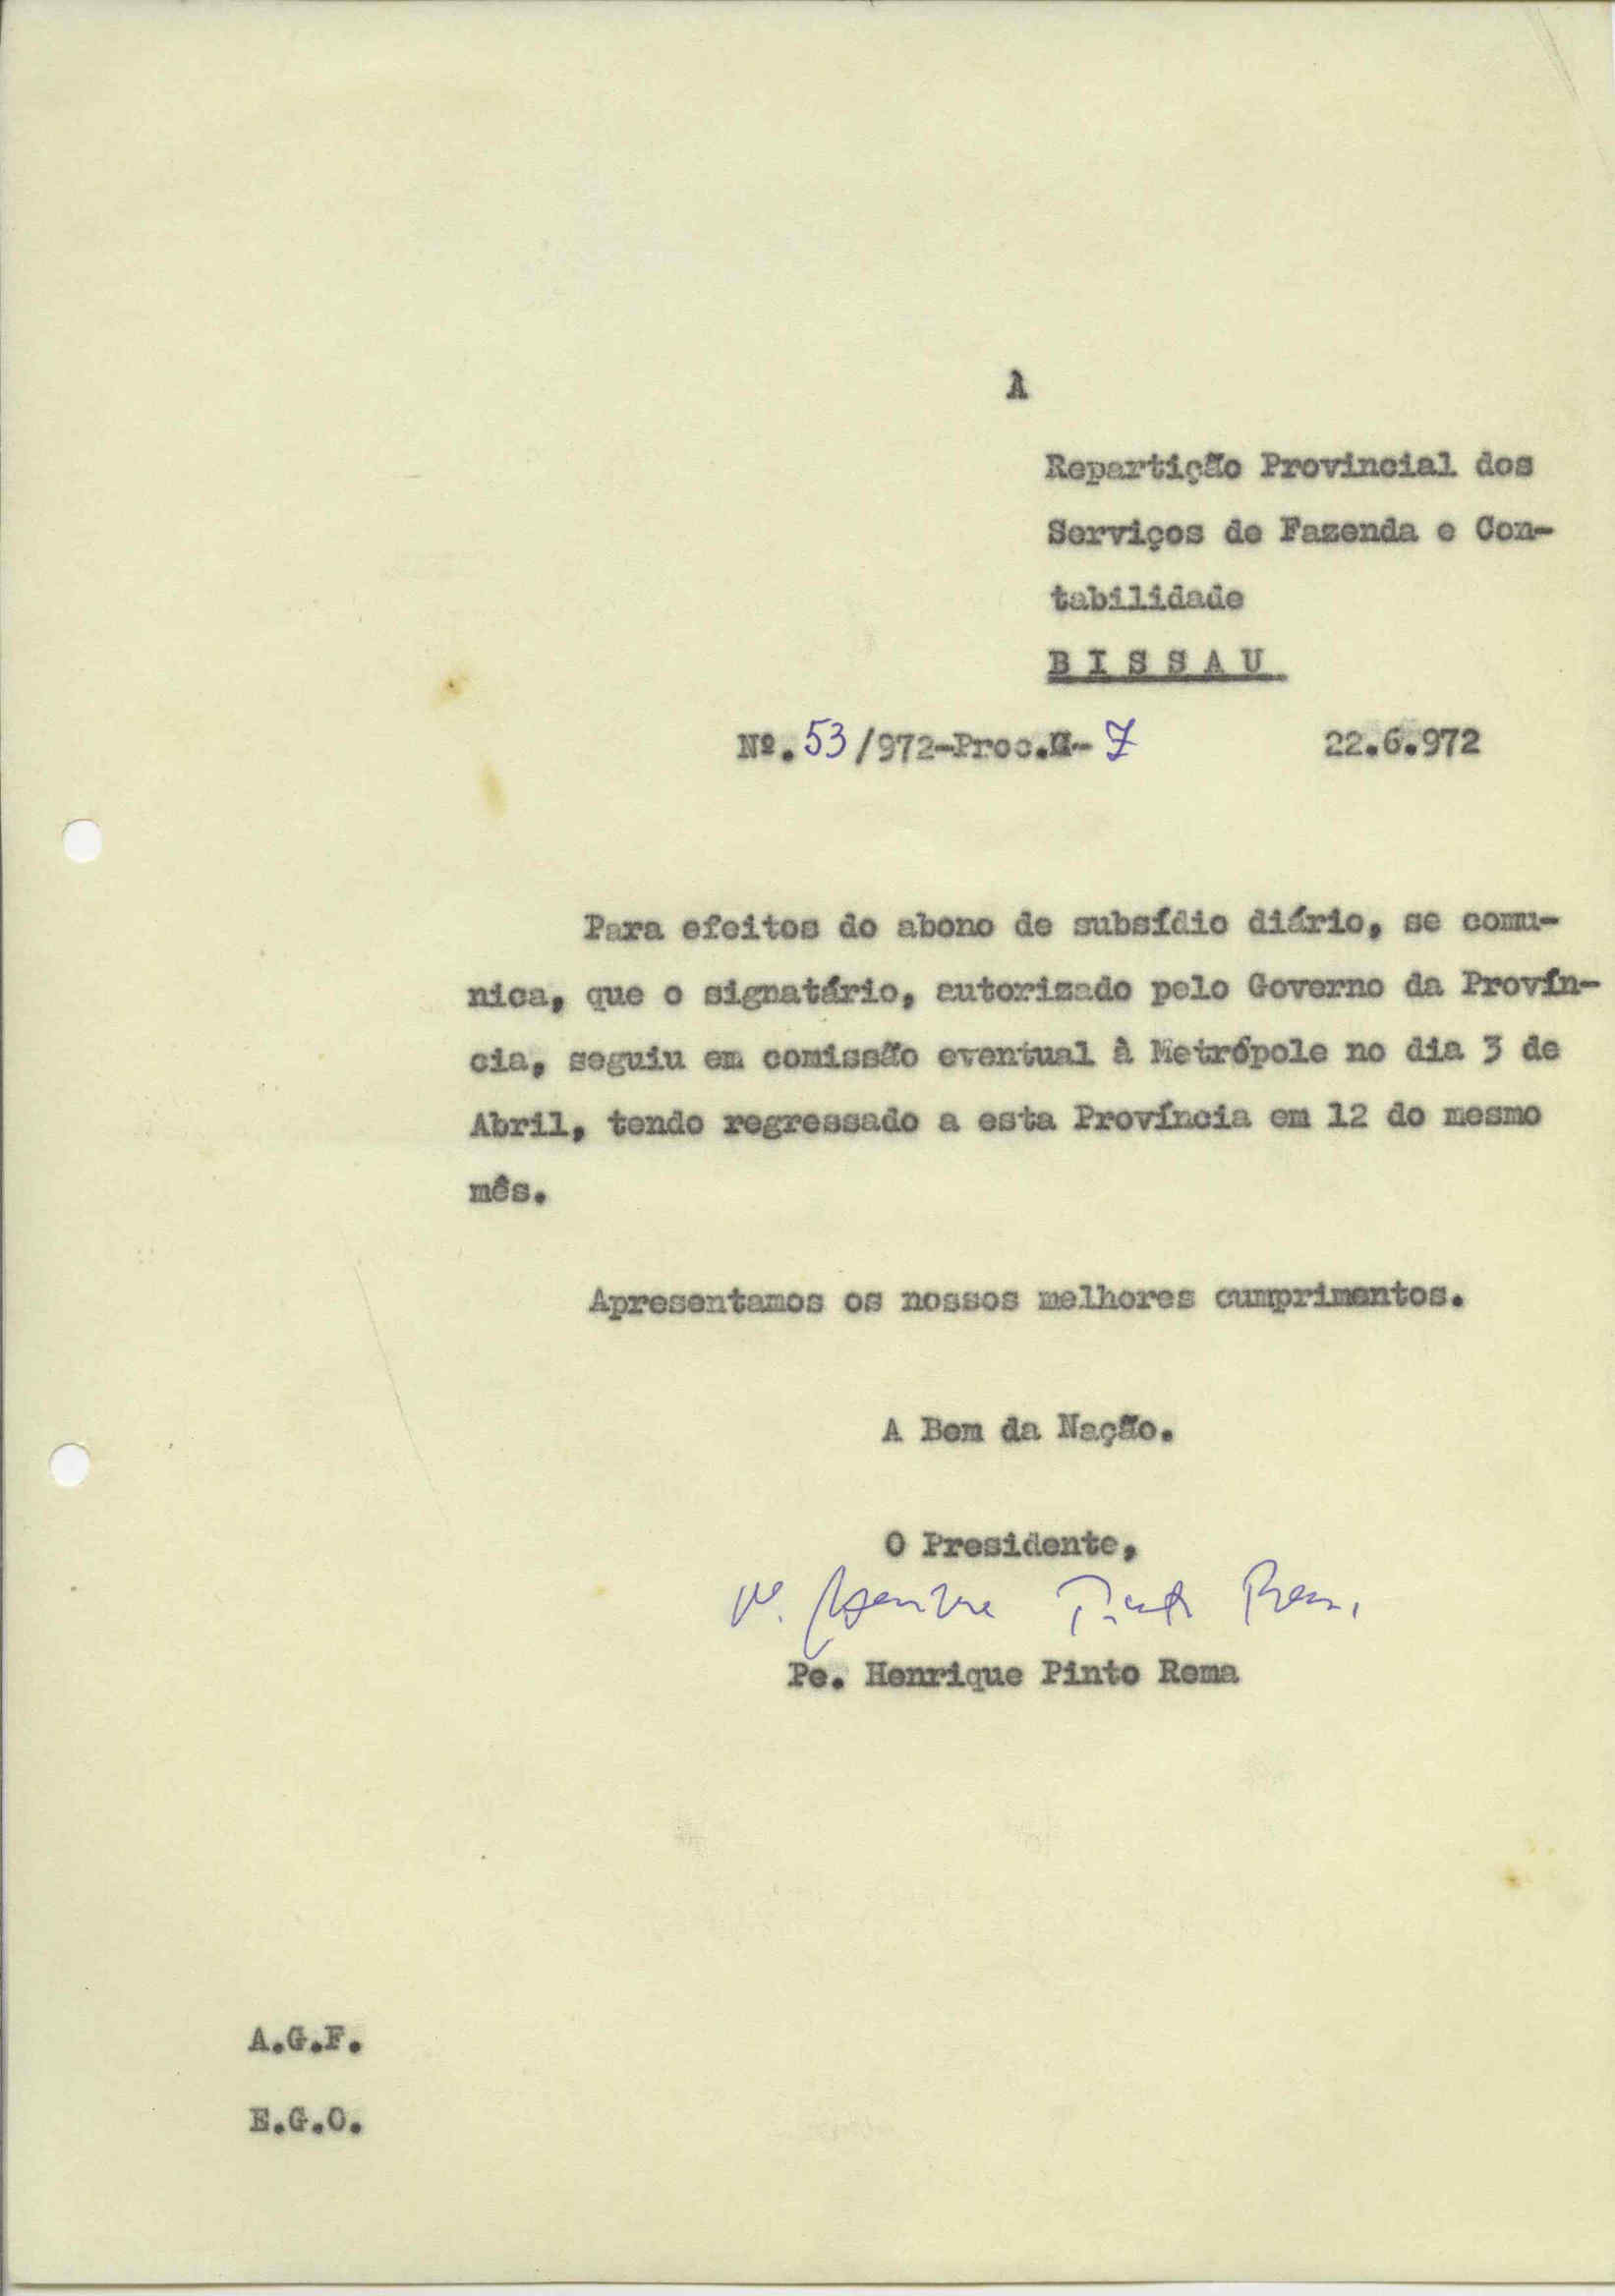 À
Repartição Provincial dos
Serviços de Fazenda e Con-
tabilidade
B I S S A U
Nº. 53/972-Proc. - 7 22.6.972
Para efeitos do abono de subsídio diário, se comu-
nica, que o signatário, autorizado pelo Governo da Provín-
cia, seguiu em comissão eventual à Metrópole no dia 3 de
Abril, tendo regressado a esta Província em 12 do mesmo
mês.
Apresentamos os nossos melhores cumprimentos.
A Bem da Nação.
O Presidente,
P. Henrique Pinto Rema
Pe. Henrique Pinto Rema
A.G.F.
E.G.O.